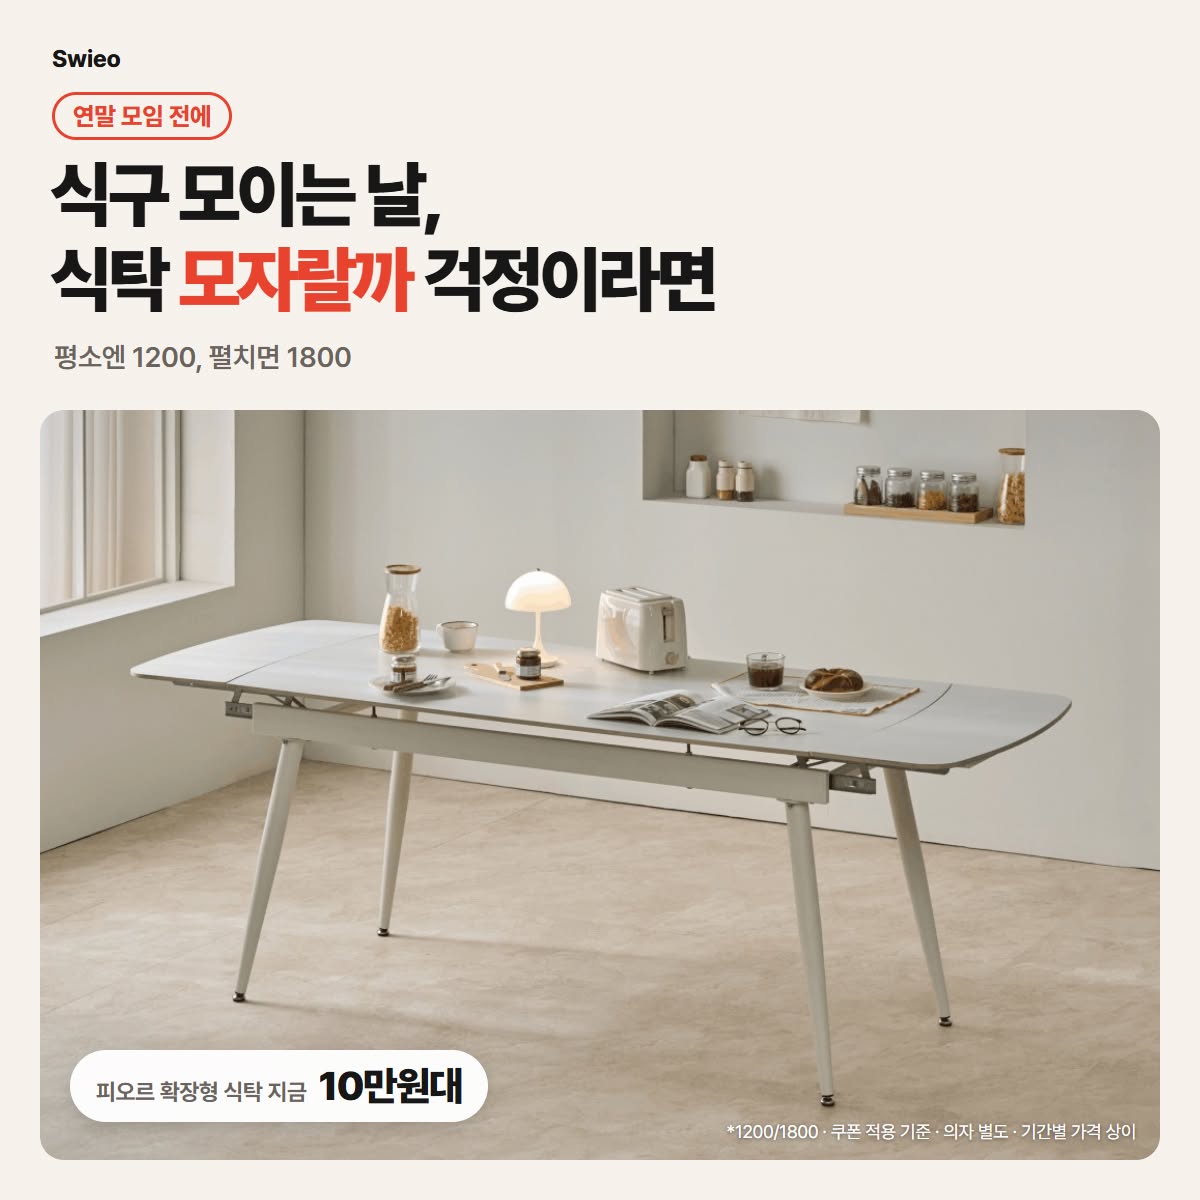 Swieo
연말 모임 전에
식구 모이는 날,
식탁 모자랄까 걱정이라면
평소엔 1200, 펼치면 1800
피오르 확장형 식탁 지금 10만원대
*1200/1800 · 쿠폰 적용 기준 · 의자 별도 · 기간별 가격 상이